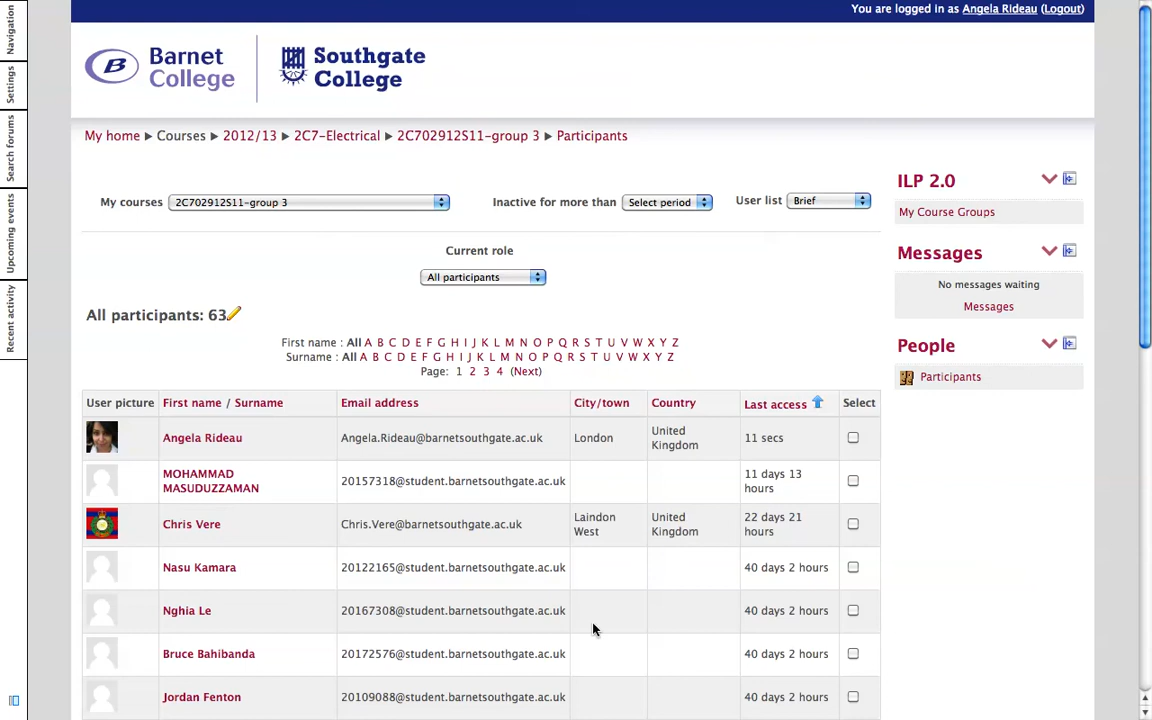 You are logged in as Angela Rideau (Logout)
Barnet College
Southgate College
My home ► Courses ► 2012/13 ► 2C7-Electrical ► 2C702912S11-group 3 ► Participants
Navigation
Settings
Search forums
Upcoming events
Recent activity
My courses 2C702912S11-group 3 Inactive for more than Select period User list Brief
Current role
All participants
All participants: 63
First name : All A B C D E F G H I J K L M N O P Q R S T U V W X Y Z
Surname : All A B C D E F G H I J K L M N O P Q R S T U V W X Y Z
Page: 1 2 3 4 (Next)
User picture First name / Surname Email address City/town Country Last access Select
Angela Rideau Angela.Rideau@barnetsouthgate.ac.uk London United Kingdom 11 secs
MOHAMMAD MASUDUZZAMAN 20157318@student.barnetsouthgate.ac.uk 11 days 13 hours
Chris Vere Chris.Vere@barnetsouthgate.ac.uk Laindon West United Kingdom 22 days 21 hours
Nasu Kamara 20122165@student.barnetsouthgate.ac.uk 40 days 2 hours
Nghia Le 20167308@student.barnetsouthgate.ac.uk 40 days 2 hours
Bruce Bahibanda 20172576@student.barnetsouthgate.ac.uk 40 days 2 hours
Jordan Fenton 20109088@student.barnetsouthgate.ac.uk 40 days 2 hours
ILP 2.0
My Course Groups
Messages
No messages waiting
Messages
People
Participants